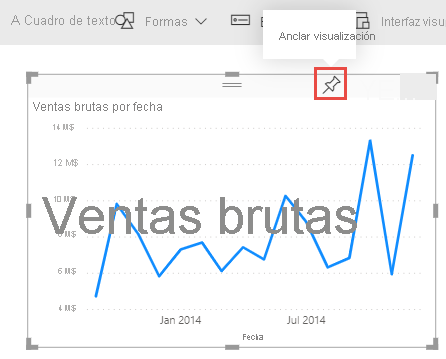 A Cuadro de texto Formas
Interfaz visu
Anclar visualización
Ventas brutas por fecha
14 M$
12 M$
10 M$
Ventas brutas
8 M$
6 M$
4 M$
Jan 2014 Jul 2014
Fecha